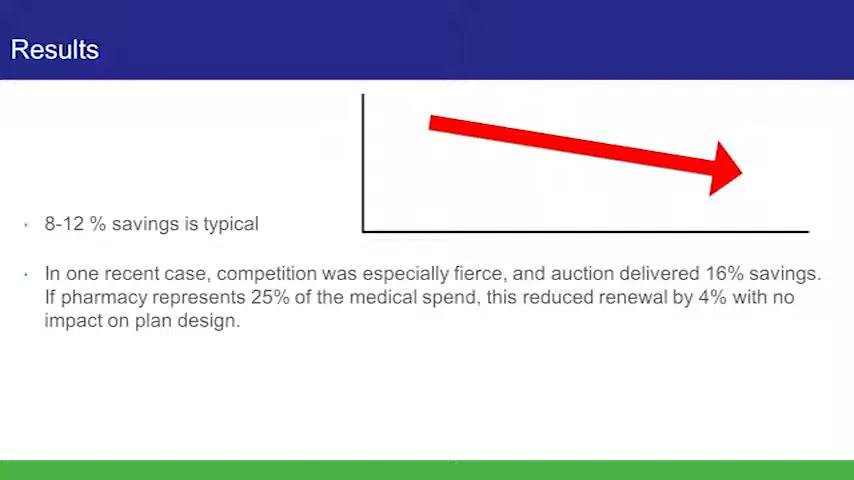 Results
8-12 % savings is typical
In one recent case, competition was especially fierce, and auction delivered 16% savings.
If pharmacy represents 25% of the medical spend, this reduced renewal by 4% with no
impact on plan design.